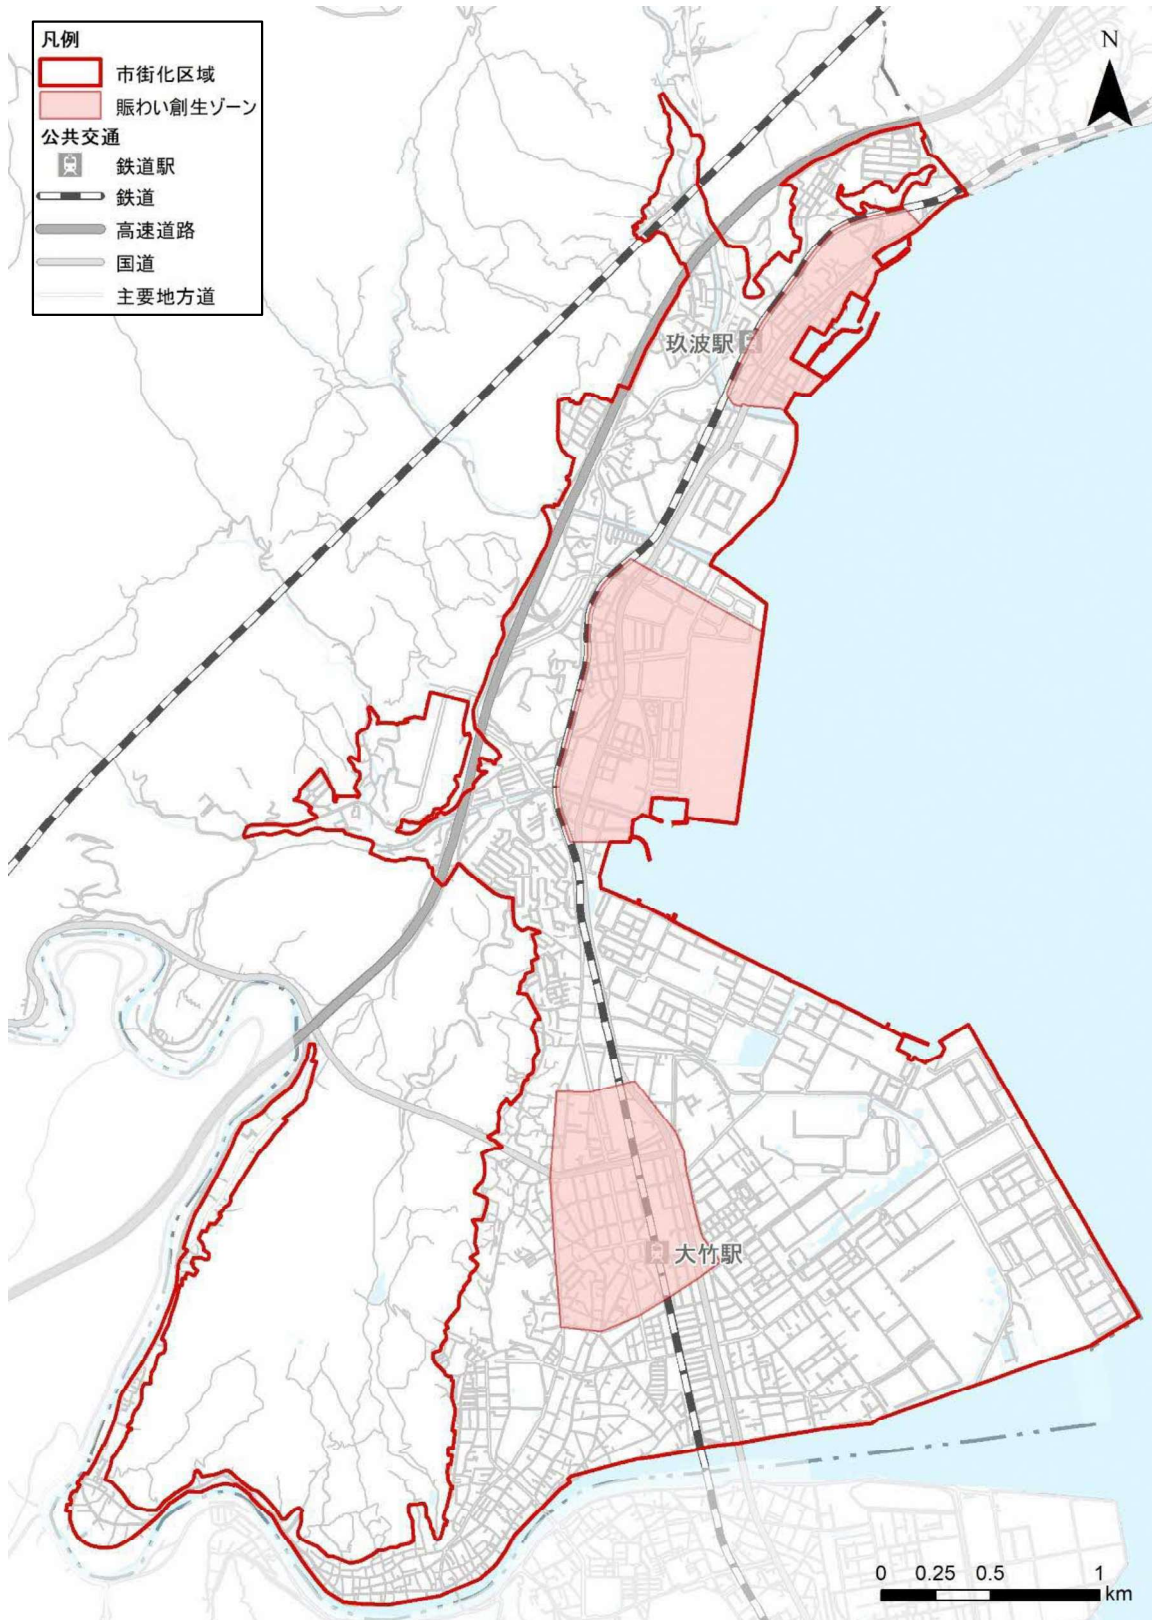 凡例
市街化区域
賑わい創生ゾーン
公共交通
鉄道駅
鉄道
高速道路
国道
主要地方道
N
玖波駅
大竹駅
0 0.25 0.5 1
km